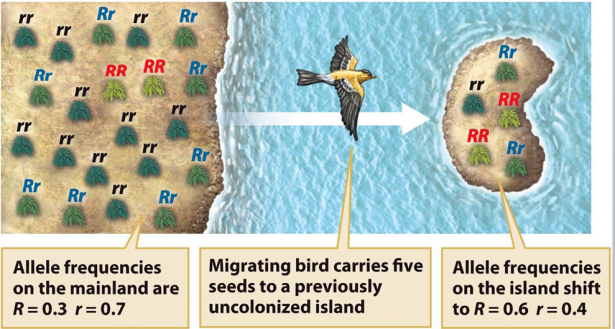 rr
Rr
rr
Rr
rr
Rr
RR
RR
Rr
rr
rr
rr
rr
rr
Rr
Rr
Rr
rr
Rr
Rr
rr
RR
RR
Rr
Allele frequencies
on the mainland are
R = 0.3 r = 0.7
Migrating bird carries five
seeds to a previously
uncolonized island
Allele frequencies
on the island shift
to R = 0.6 r = 0.4